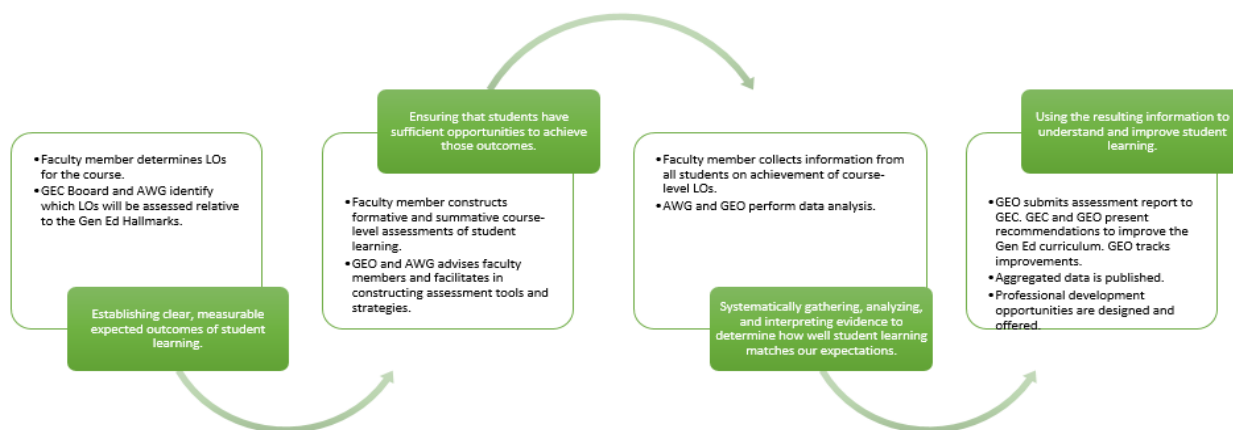 •Faculty member determines LOs
for the course.
•GEC Booard and AWG identify
which LOs will be assessed relative
to the Gen Ed Hallmarks.
Establishing clear, measurable
expected outcomes of student
learning.
Ensuring that students have
sufficient opportunities to achieve
those outcomes.
•Faculty member constructs
formative and summative course-
level assessments of student
learning.
•GEO and AWG advises faculty
members and facilitates in
constructing assessment tools and
strategies.
•Faculty member collects information from
all students on achievement of course-
level LOs.
•AWG and GEO perform data analysis.
Systematically gathering, analyzing,
and interpreting evidence to
determine how well student learning
matches our expectations.
Using the resulting information to
understand and improve student
learning.
•GEO submits assessment report to
GEC. GEC and GEO present
recommendations to improve the
Gen Ed curriculum. GEO tracks
improvements.
•Aggregated data is published.
•Professional development
opportunities are designed and
offered.